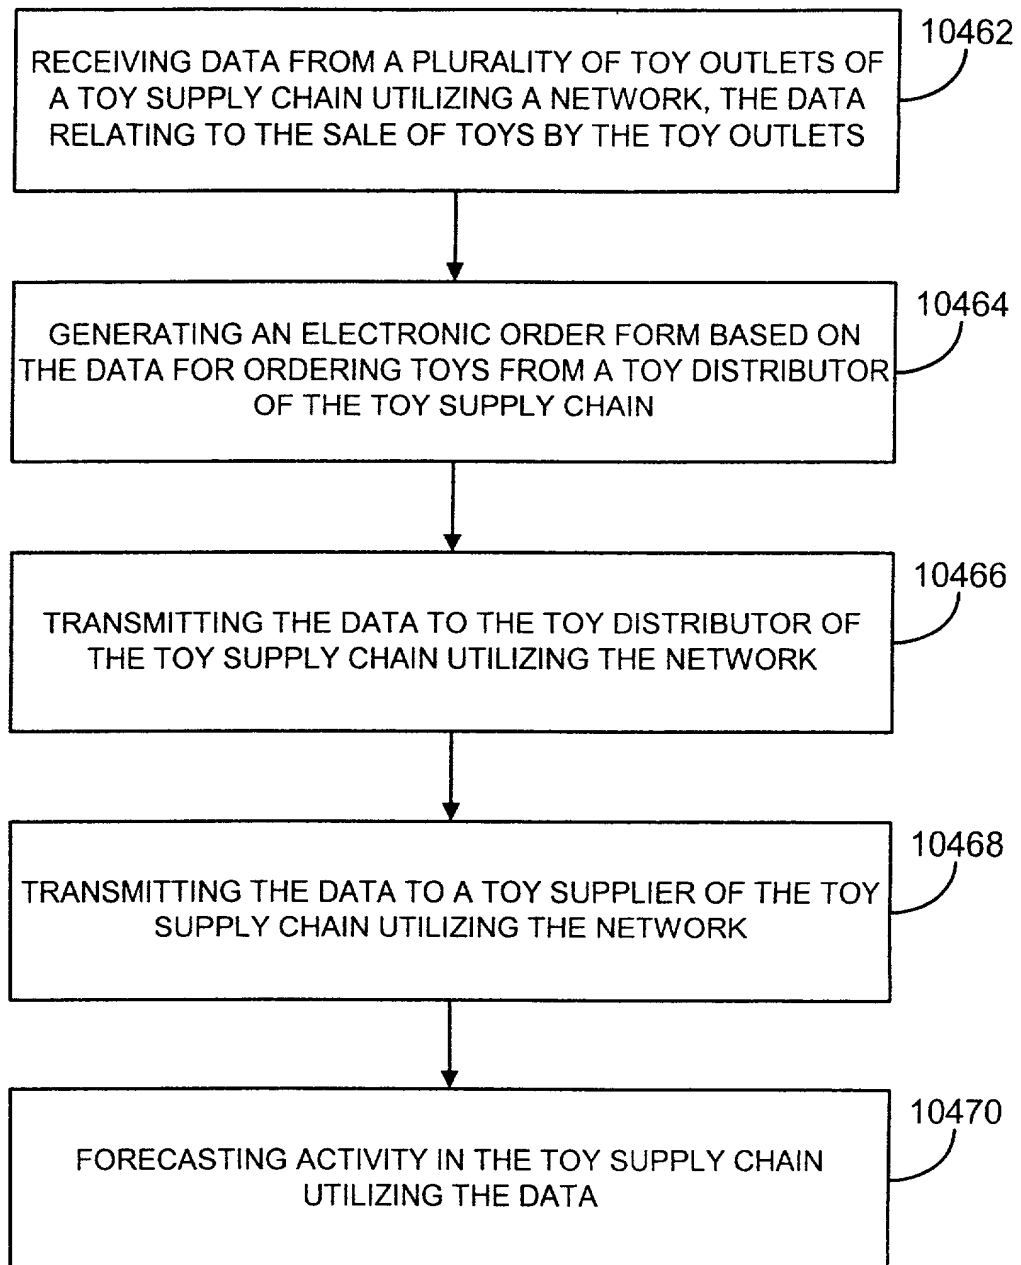 10462
RECEIVING DATA FROM A PLURALITY OF TOY OUTLETS OF
A TOY SUPPLY CHAIN UTILIZING A NETWORK, THE DATA
RELATING TO THE SALE OF TOYS BY THE TOY OUTLETS
10464
GENERATING AN ELECTRONIC ORDER FORM BASED ON
THE DATA FOR ORDERING TOYS FROM A TOY DISTRIBUTOR
OF THE TOY SUPPLY CHAIN
10466
TRANSMITTING THE DATA TO THE TOY DISTRIBUTOR OF
THE TOY SUPPLY CHAIN UTILIZING THE NETWORK
10468
TRANSMITTING THE DATA TO A TOY SUPPLIER OF THE TOY
SUPPLY CHAIN UTILIZING THE NETWORK
10470
FORECASTING ACTIVITY IN THE TOY SUPPLY CHAIN
UTILIZING THE DATA